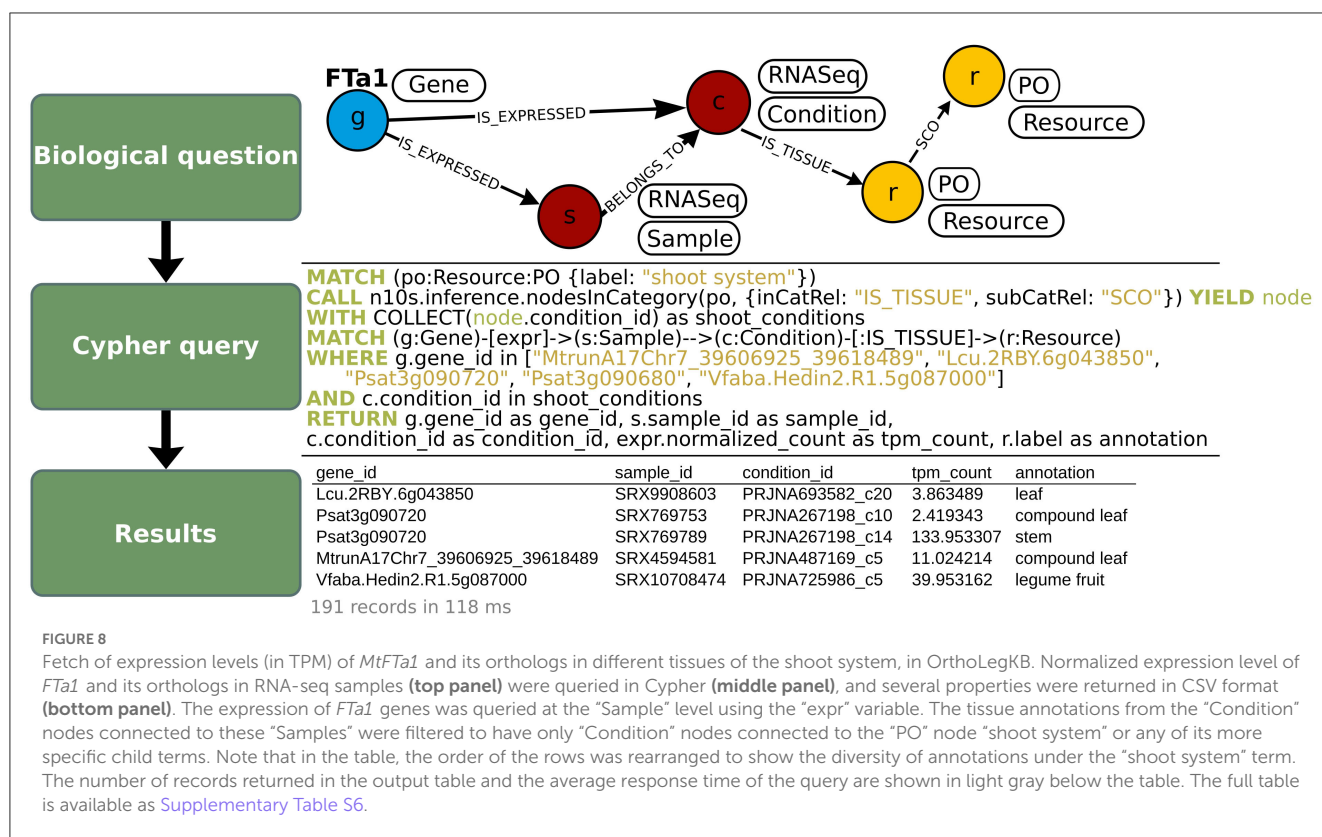 FTa1
Gene
g
IS_EXPRESSED
IS_EXPRESSED
c
RNASeq
Condition
BELONGS_TO
s
RNASeq
Sample
IS_TISSUE
r
PO
Resource
SCO
r
PO
Resource
Biological question
Cypher query
Results
MATCH (po:Resource:PO {label: "shoot system"})
CALL n10s.inference.nodesInCategory(po, {inCatRel: "IS_TISSUE", subCatRel: "SCO"}) YIELD node
WITH COLLECT(node.condition_id) as shoot_conditions
MATCH (g:Gene)-[expr]->(s:Sample)-->(c:Condition)-[:IS_TISSUE]->(r:Resource)
WHERE g.gene_id in ["MtrunA17Chr7_39606925_39618489", "Lcu.2RBY.6g043850",
"Psat3g090720", "Psat3g090680", "Vfaba.Hedin2.R1.5g087000"]
AND c.condition_id in shoot_conditions
RETURN g.gene_id as gene_id, s.sample_id as sample_id,
c.condition_id as condition_id, expr.normalized_count as tpm_count, r.label as annotation
gene_id sample_id condition_id tpm_count annotation
Lcu.2RBY.6g043850 SRX9908603 PRJNA693582_c20 3.863489 leaf
Psat3g090720 SRX769753 PRJNA267198_c10 2.419343 compound leaf
Psat3g090720 SRX769789 PRJNA267198_c14 133.953307 stem
MtrunA17Chr7_39606925_39618489 SRX4594581 PRJNA487169_c5 11.024214 compound leaf
Vfaba.Hedin2.R1.5g087000 SRX10708474 PRJNA725986_c5 39.953162 legume fruit
191 records in 118 ms
FIGURE 8
Fetch of expression levels (in TPM) of MtFTa1 and its orthologs in different tissues of the shoot system, in OrthoLegKB. Normalized expression level of
FTa1 and its orthologs in RNA-seq samples (top panel) were queried in Cypher (middle panel), and several properties were returned in CSV format
(bottom panel). The expression of FTa1 genes was queried at the "Sample" level using the "expr" variable. The tissue annotations from the "Condition"
nodes connected to these "Samples" were filtered to have only "Condition" nodes connected to the "PO" node "shoot system" or any of its more
specific child terms. Note that in the table, the order of the rows was rearranged to show the diversity of annotations under the "shoot system" term.
The number of records returned in the output table and the average response time of the query are shown in light gray below the table. The full table
is available as Supplementary Table S6.